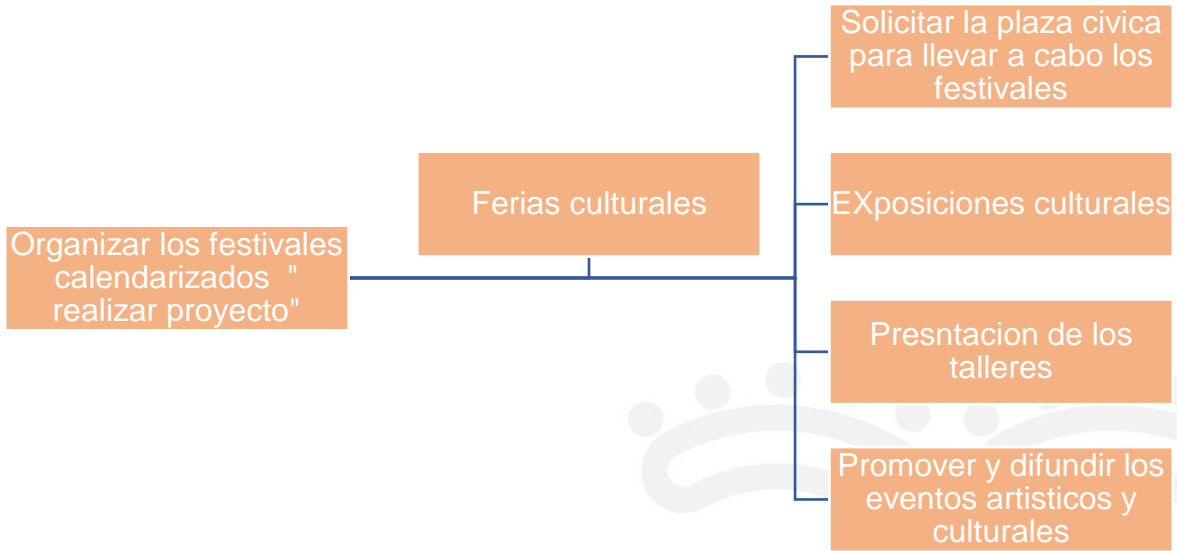 Organizar los festivales
calendarizados "
realizar proyecto"
Ferias culturales
Solicitar la plaza civica
para llevar a cabo los
festivales
EXposiciones culturales
Presntacion de los
talleres
Promover y difundir los
eventos artisticos y
culturales